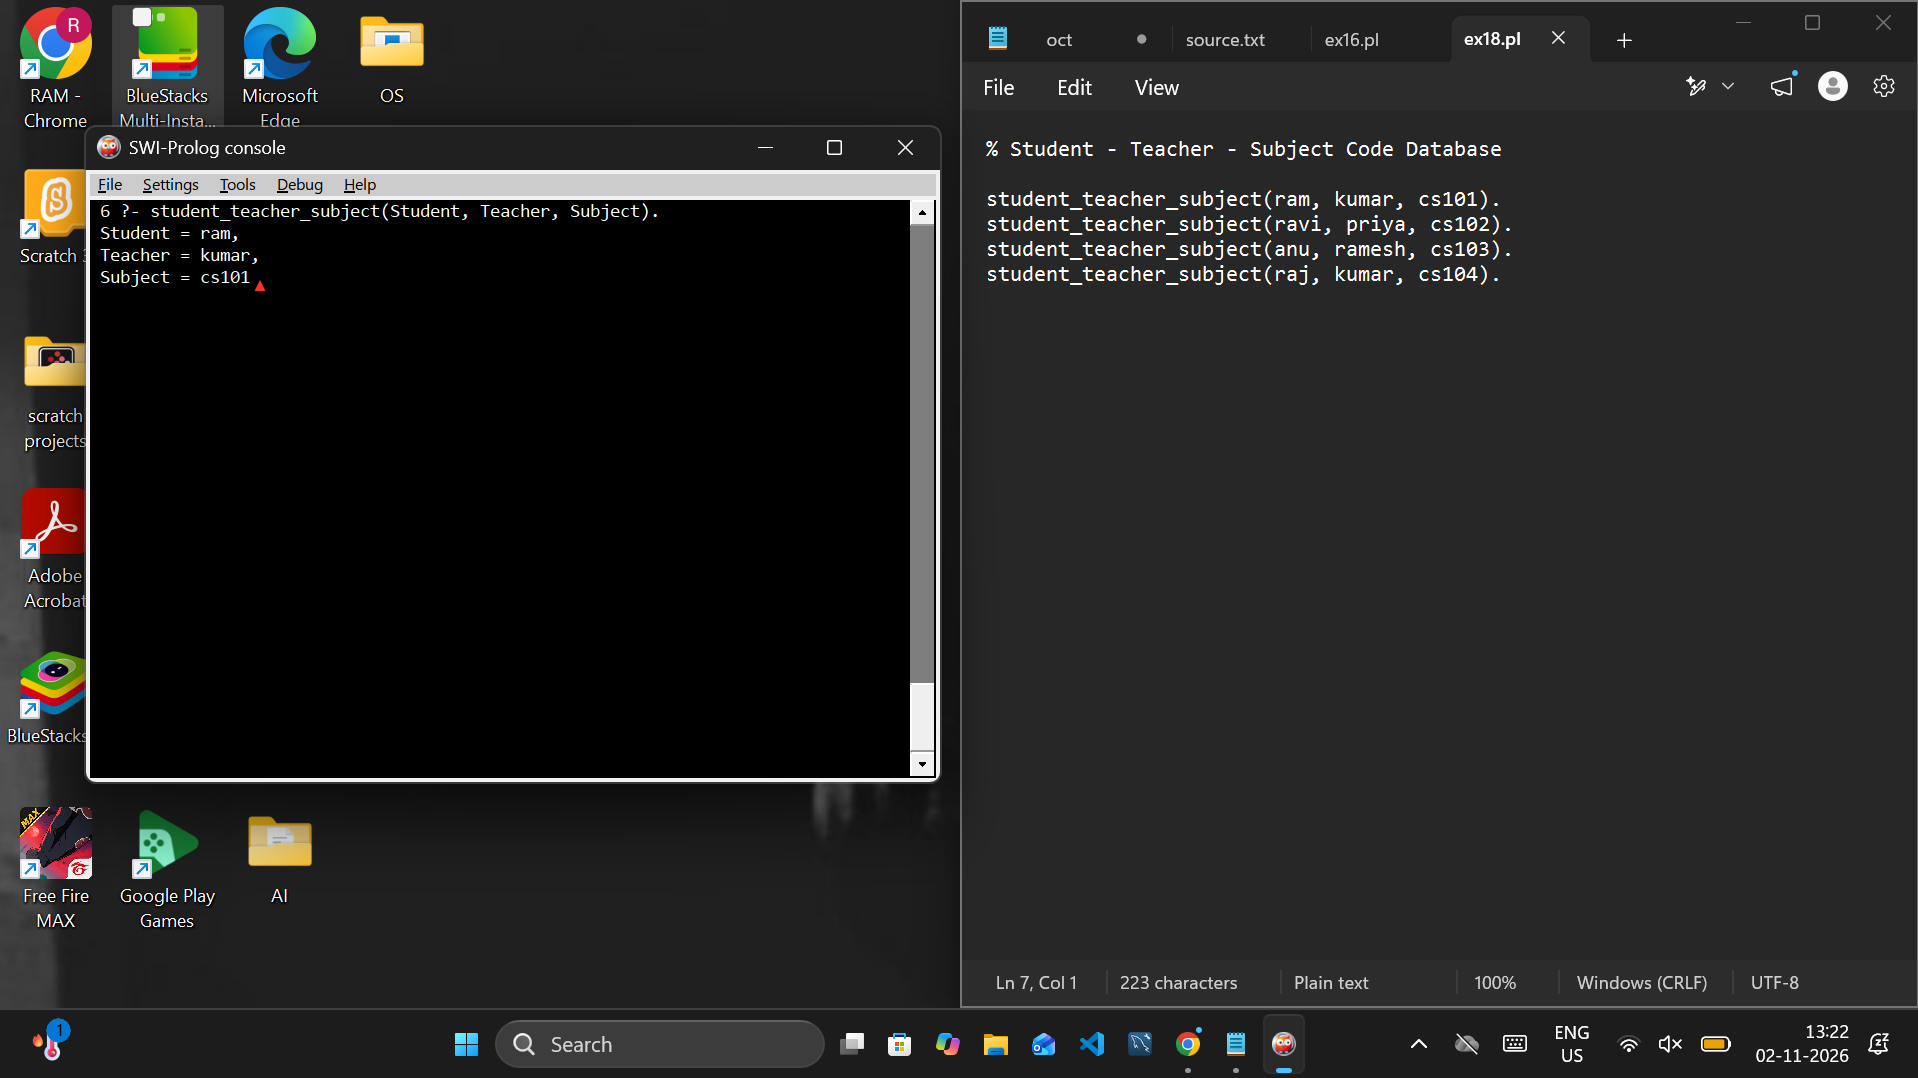 R
RAM -
Chrome
BlueStacks
Multi-Insta...
Microsoft
Edge
OS
Scratch 3
scratch
projects
Adobe
Acrobat
BlueStacks
MAX
Free Fire
MAX
Google Play
Games
AI
SWI-Prolog console
File Settings Tools Debug Help
6 ?- student_teacher_subject(Student, Teacher, Subject).
Student = ram,
Teacher = kumar,
Subject = cs101
oct
source.txt
ex16.pl
ex18.pl
File Edit View
% Student - Teacher - Subject Code Database
student_teacher_subject(ram, kumar, cs101).
student_teacher_subject(ravi, priya, cs102).
student_teacher_subject(anu, ramesh, cs103).
student_teacher_subject(raj, kumar, cs104).
Ln 7, Col 1
223 characters
Plain text
100%
Windows (CRLF)
UTF-8
1
Search
ENG
US
13:22
02-11-2026